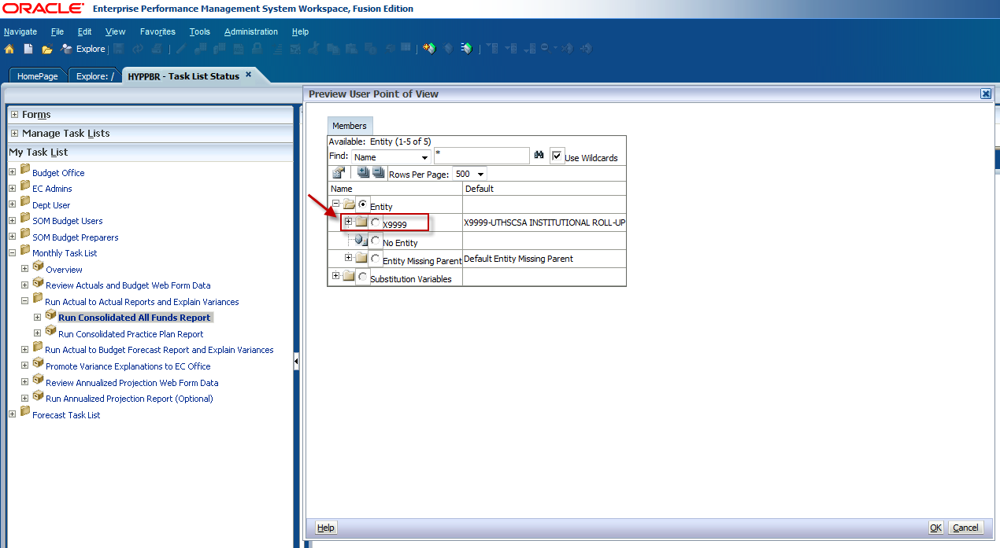 ORACLE® Enterprise Performance Management System Workspace, Fusion Edition
Navigate File Edit View Favorites Tools Administration Help
Explore
HomePage Explore: / HYPPBR - Task List Status
Preview User Point of View
Forms
Manage Task Lists
My Task List
Budget Office
EC Admins
Dept User
SOM Budget Users
SOM Budget Preparers
Monthly Task List
Overview
Review Actuals and Budget Web Form Data
Run Actual to Actual Reports and Explain Variances
Run Consolidated All Funds Report
Run Consolidated Practice Plan Report
Run Actual to Budget Forecast Report and Explain Variances
Promote Variance Explanations to EC Office
Review Annualized Projection Web Form Data
Run Annualized Projection Report (Optional)
Forecast Task List
Members
Available: Entity (1-5 of 5)
Find: Name * Use Wildcards
Rows Per Page: 500
Name Default
Entity
X9999 X9999-UTHSCSA INSTITUTIONAL ROLL-UP
No Entity
Entity Missing Parent Default Entity Missing Parent
Substitution Variables
Help OK Cancel